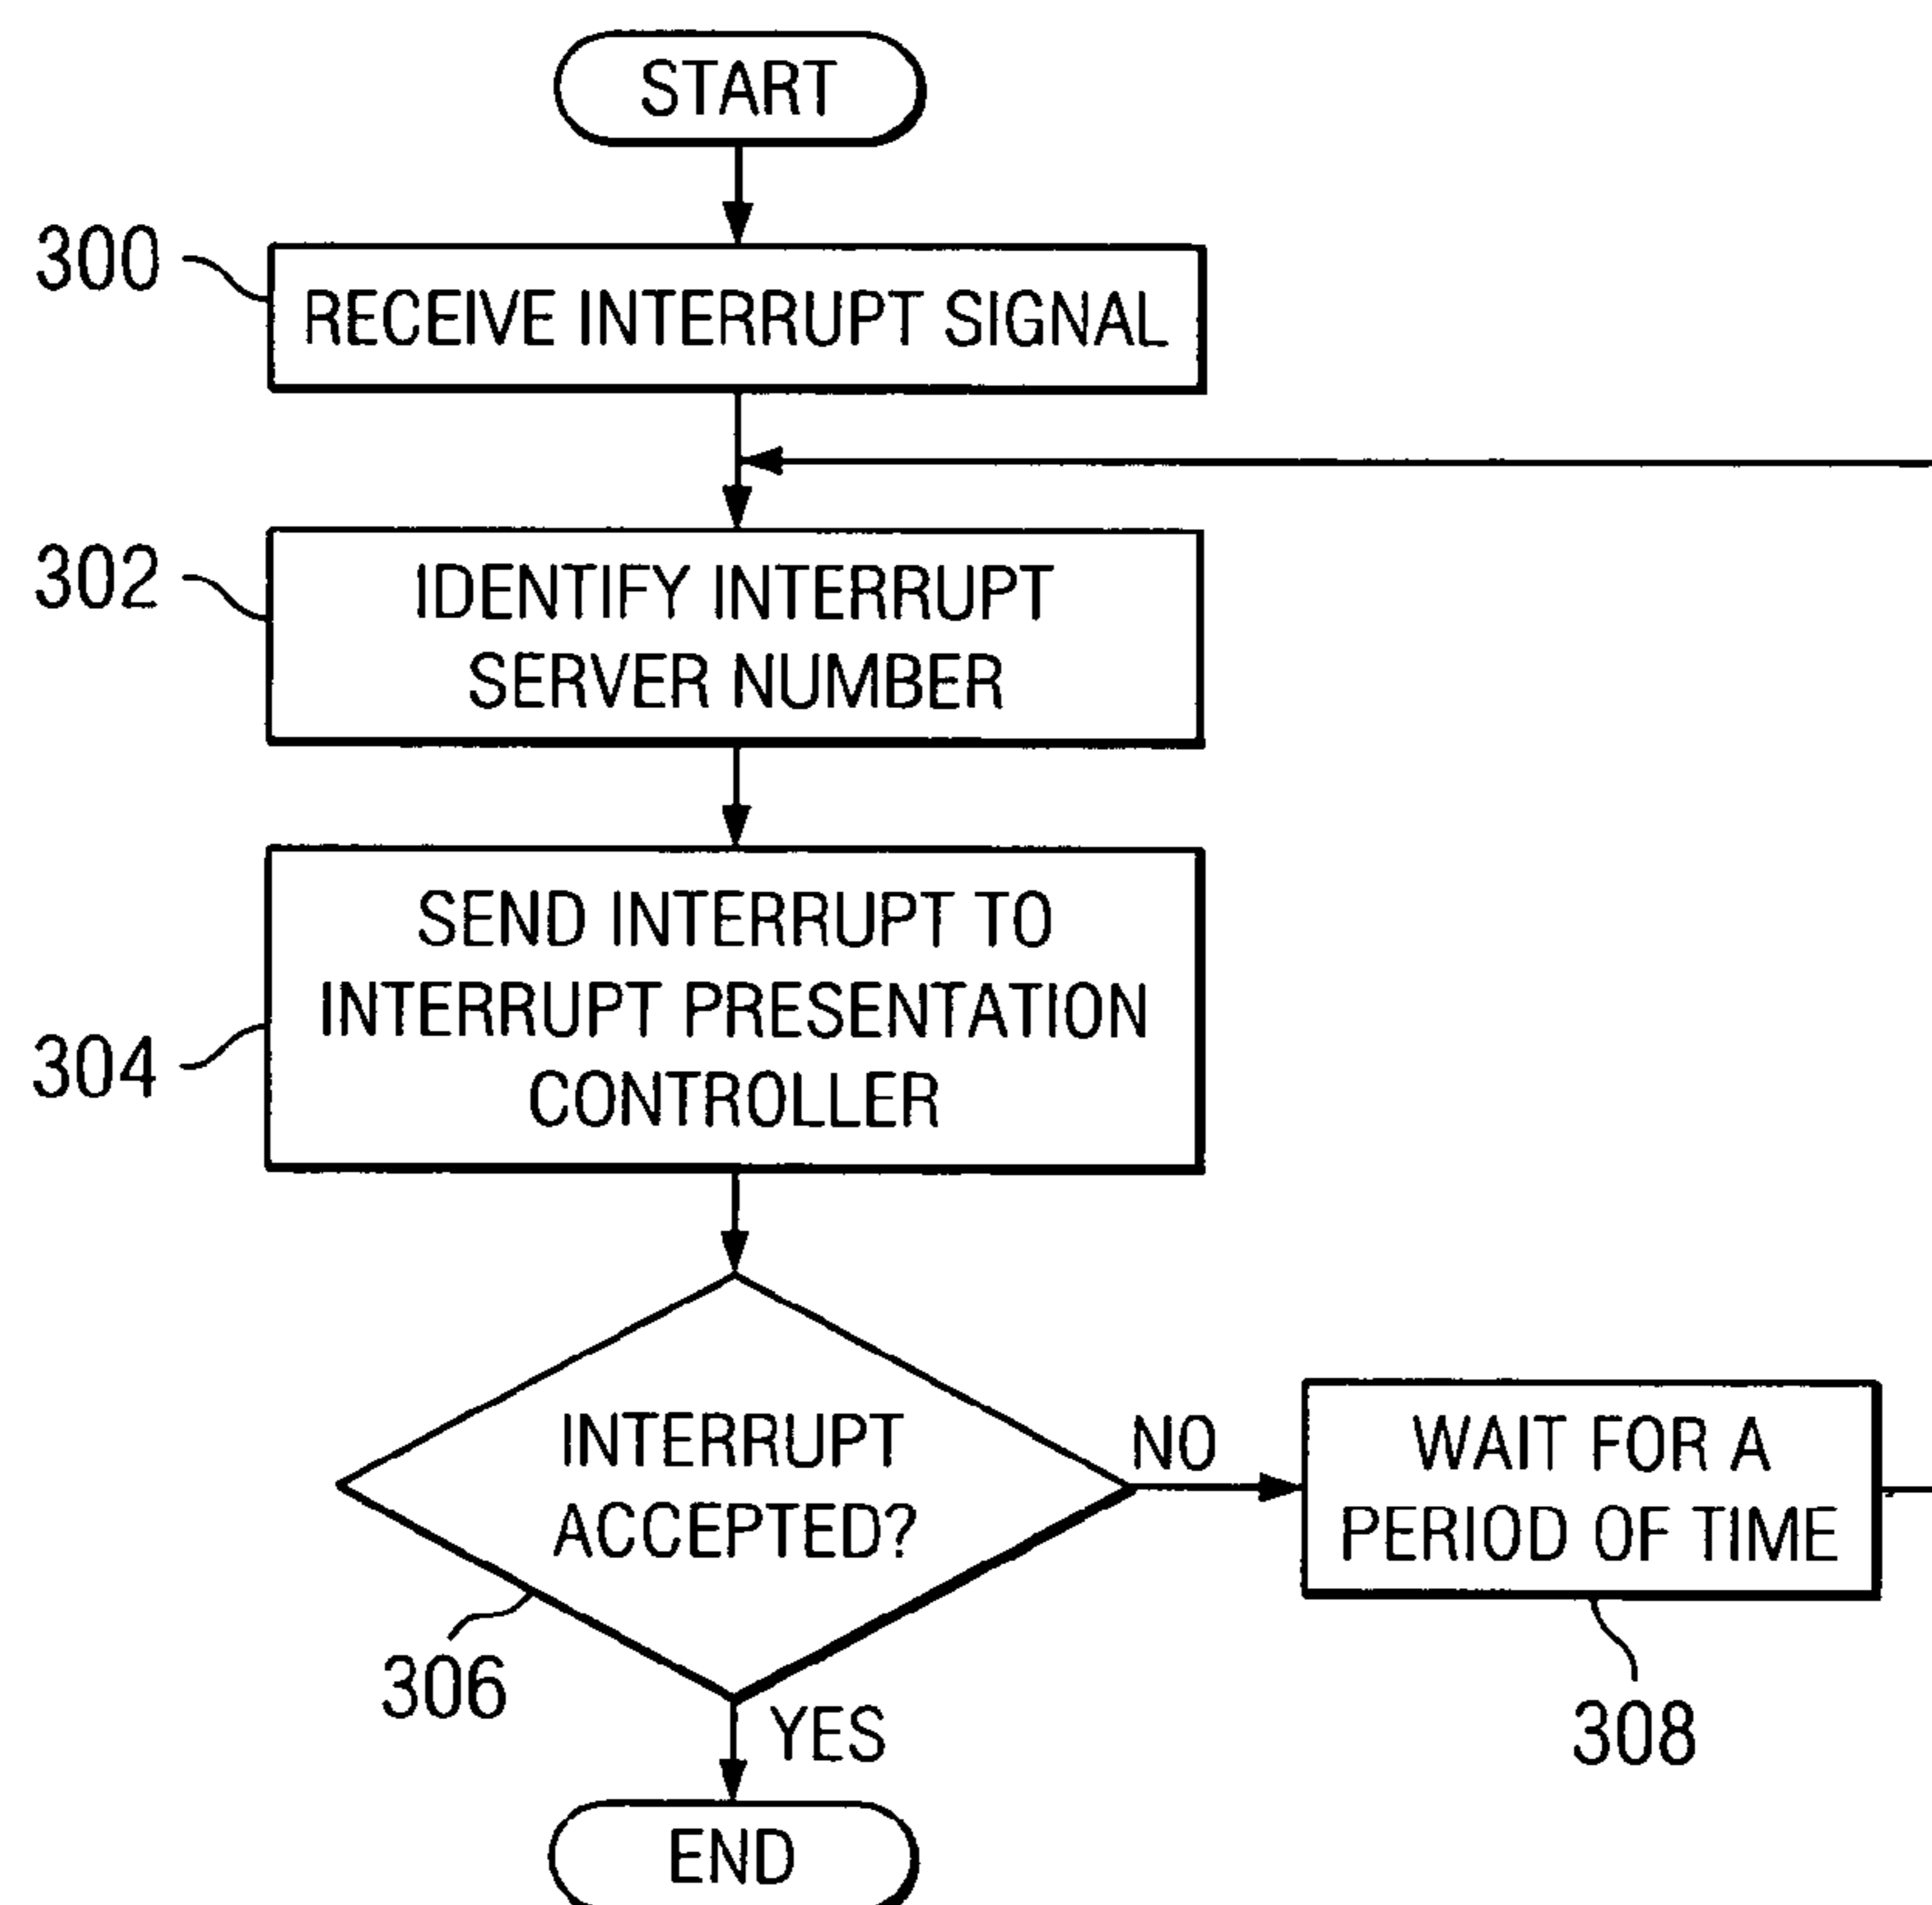 START
300
RECEIVE INTERRUPT SIGNAL
302
IDENTIFY INTERRUPT
SERVER NUMBER
304
SEND INTERRUPT TO
INTERRUPT PRESENTATION
CONTROLLER
INTERRUPT
ACCEPTED?
306
NO
WAIT FOR A
PERIOD OF TIME
308
YES
END